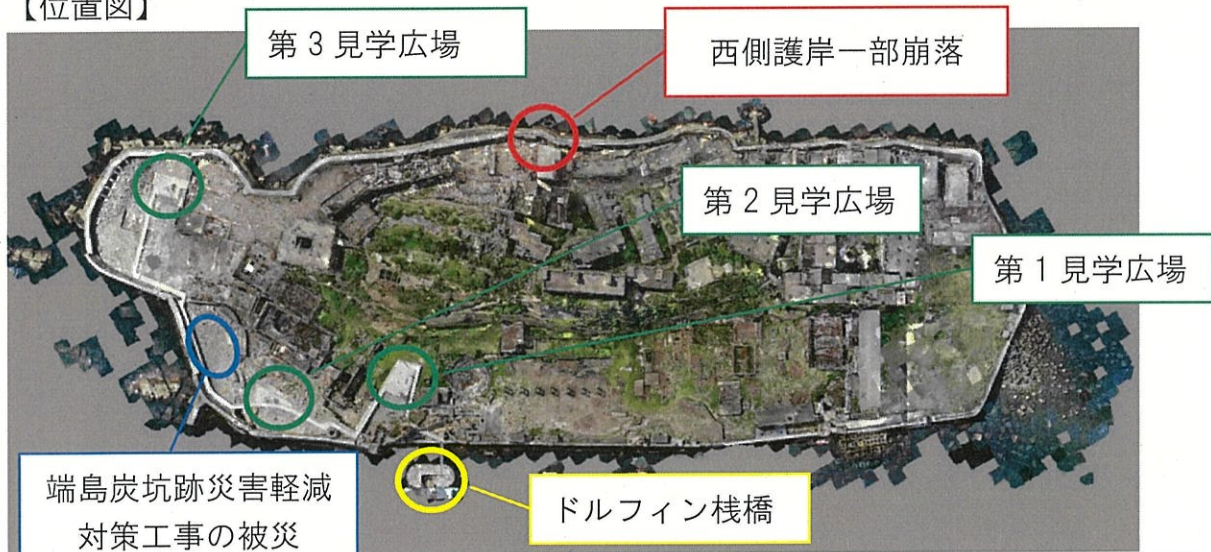 【位置図】
第3見学広場
西側護岸一部崩落
第2見学広場
第1見学広場
端島炭坑跡災害軽減
対策工事の被災
ドルフィン桟橋